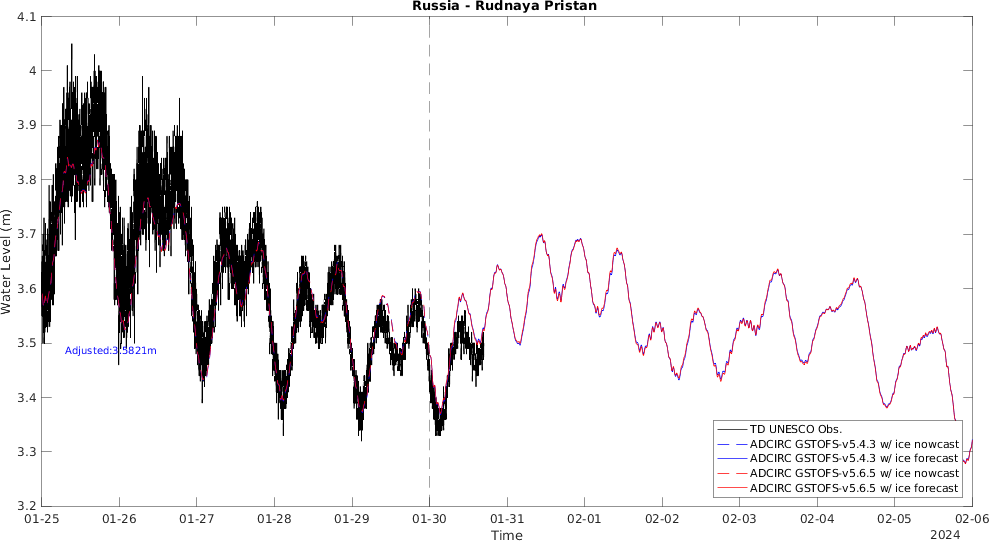 Russia - Rudnaya Pristan
4.1
4
3.9
3.8
3.7
3.6
3.5
3.4
3.3
3.2
Water Level (m)
Adjusted:3.5821m
TD UNESCO Obs.
ADCIRC GSTOFS-v5.4.3 w/ ice nowcast
ADCIRC GSTOFS-v5.4.3 w/ ice forecast
ADCIRC GSTOFS-v5.6.5 w/ ice nowcast
ADCIRC GSTOFS-v5.6.5 w/ ice forecast
01-25 01-26 01-27 01-28 01-29 01-30 01-31 02-01 02-02 02-03 02-04 02-05 02-06
Time
2024